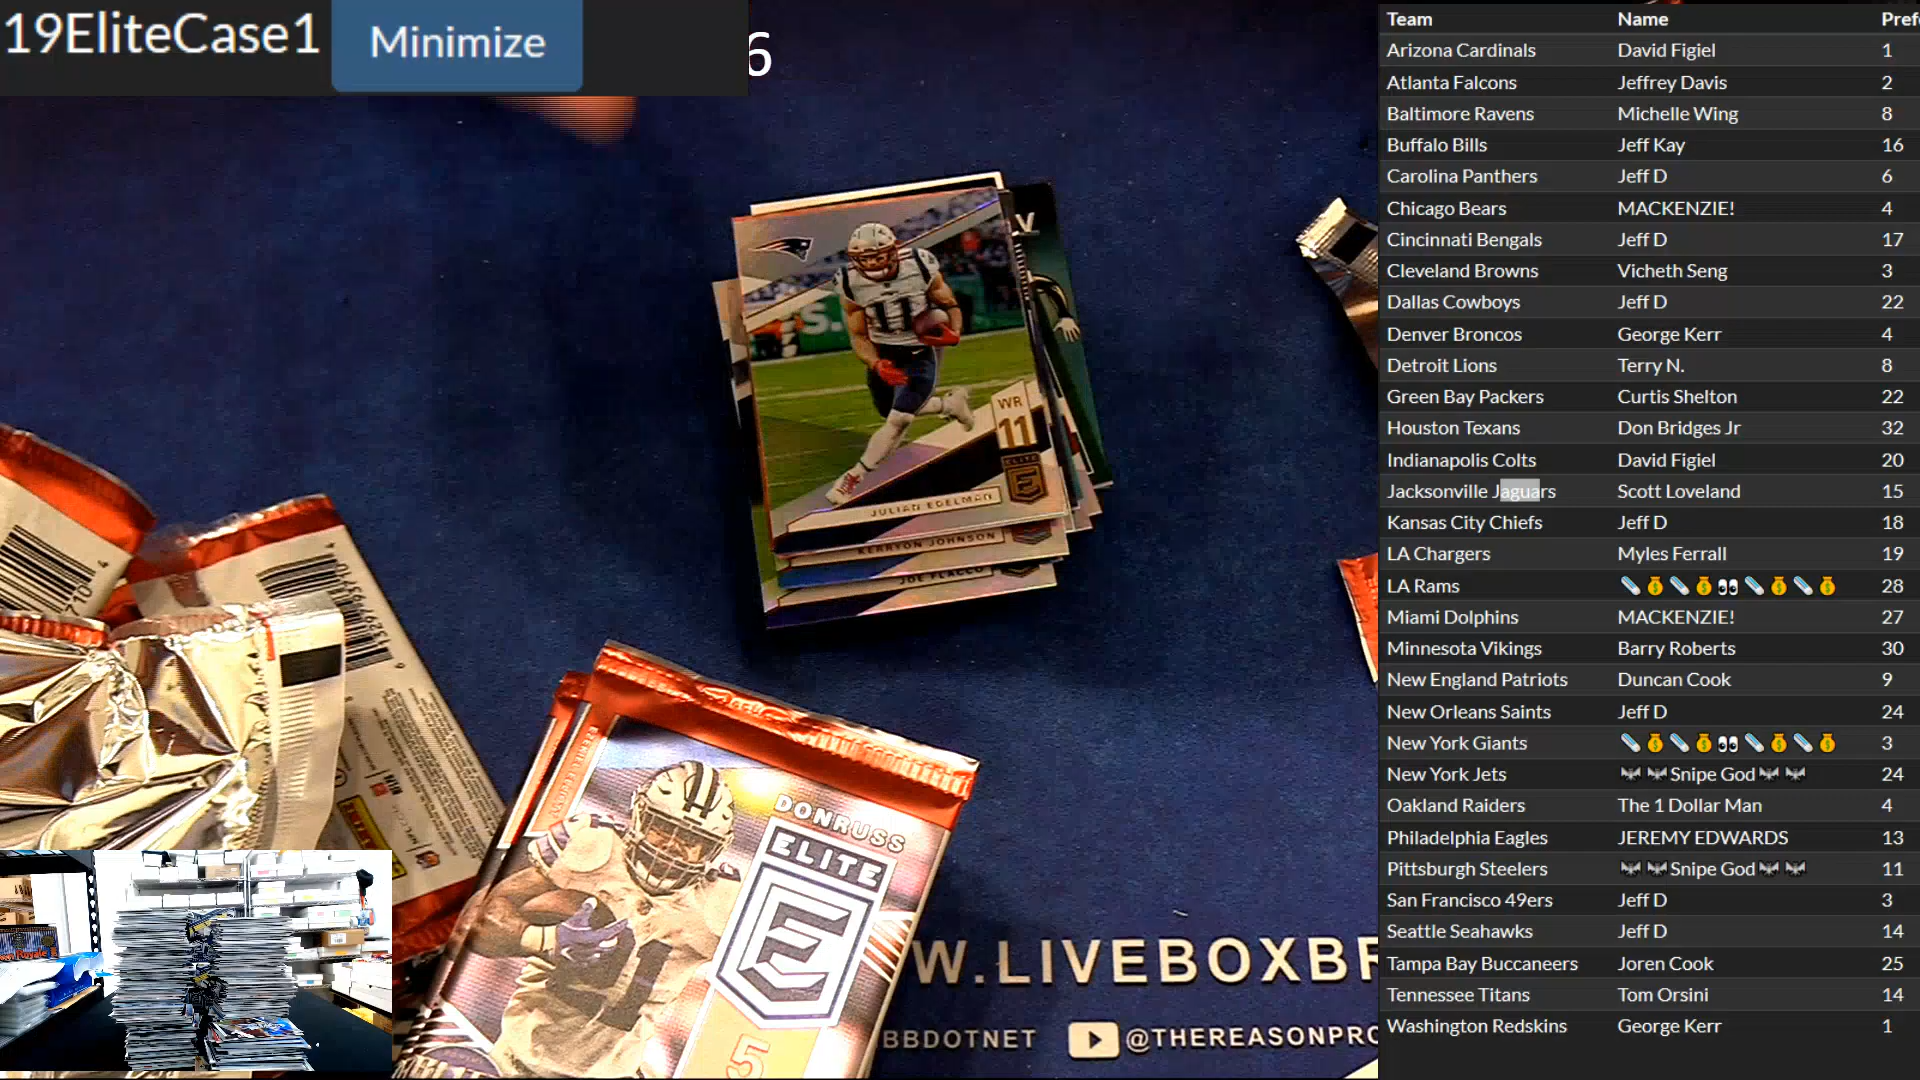 19EliteCase1
Minimize
6
Team Name Pref
Arizona Cardinals David Figiel 1
Atlanta Falcons Jeffrey Davis 2
Baltimore Ravens Michelle Wing 8
Buffalo Bills Jeff Kay 16
Carolina Panthers Jeff D 6
Chicago Bears MACKENZIE! 4
Cincinnati Bengals Jeff D 17
Cleveland Browns Vicheth Seng 3
Dallas Cowboys Jeff D 22
Denver Broncos George Kerr 4
Detroit Lions Terry N. 8
Green Bay Packers Curtis Shelton 22
Houston Texans Don Bridges Jr 32
Indianapolis Colts David Figiel 20
Jacksonville Jaguars Scott Loveland 15
Kansas City Chiefs Jeff D 18
LA Chargers Myles Ferrall 19
LA Rams 28
Miami Dolphins MACKENZIE! 27
Minnesota Vikings Barry Roberts 30
New England Patriots Duncan Cook 9
New Orleans Saints Jeff D 24
New York Giants 3
New York Jets Snipe God 24
Oakland Raiders The 1 Dollar Man 4
Philadelphia Eagles JEREMY EDWARDS 13
Pittsburgh Steelers Snipe God 11
San Francisco 49ers Jeff D 3
Seattle Seahawks Jeff D 14
Tampa Bay Buccaneers Joren Cook 25
Tennessee Titans Tom Orsini 14
Washington Redskins George Kerr 1
11
WR
11
ELITE
E
JULIAN EDELMAN
KERRYON JOHNSON
JOE FLACCO
DONRUSS
ELITE
E
5
W.LIVEBOXBR
BBDOTNET
@THEREASONPRO